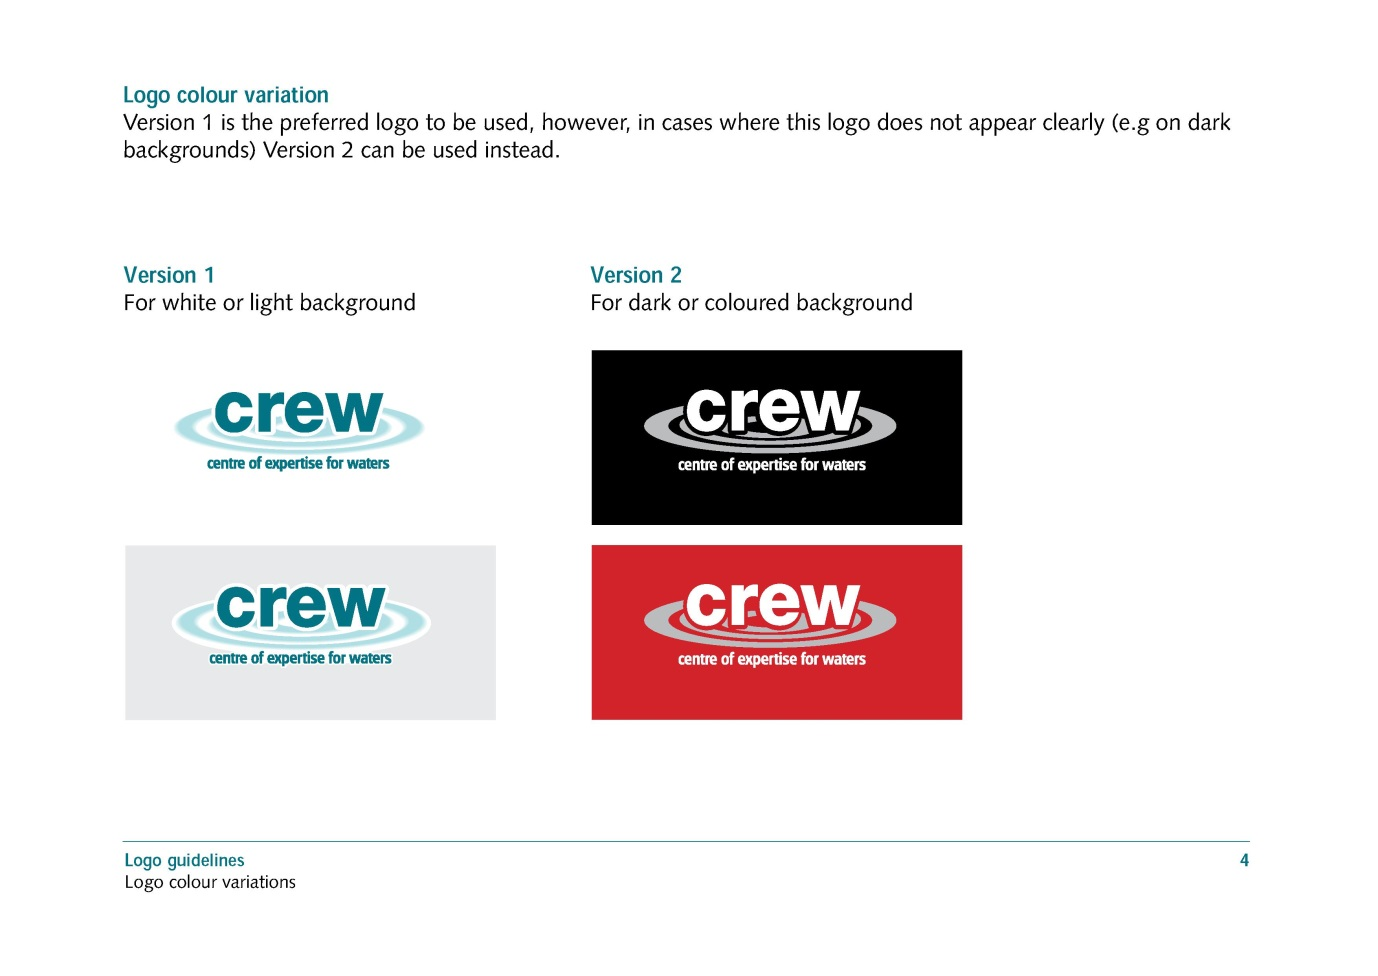 Logo colour variation
Version 1 is the preferred logo to be used, however, in cases where this logo does not appear clearly (e.g on dark
backgrounds) Version 2 can be used instead.
Version 1
For white or light background
crew
centre of expertise for waters
crew
centre of expertise for waters
Version 2
For dark or coloured background
crew
centre of expertise for waters
crew
centre of expertise for waters
Logo guidelines
Logo colour variations
4